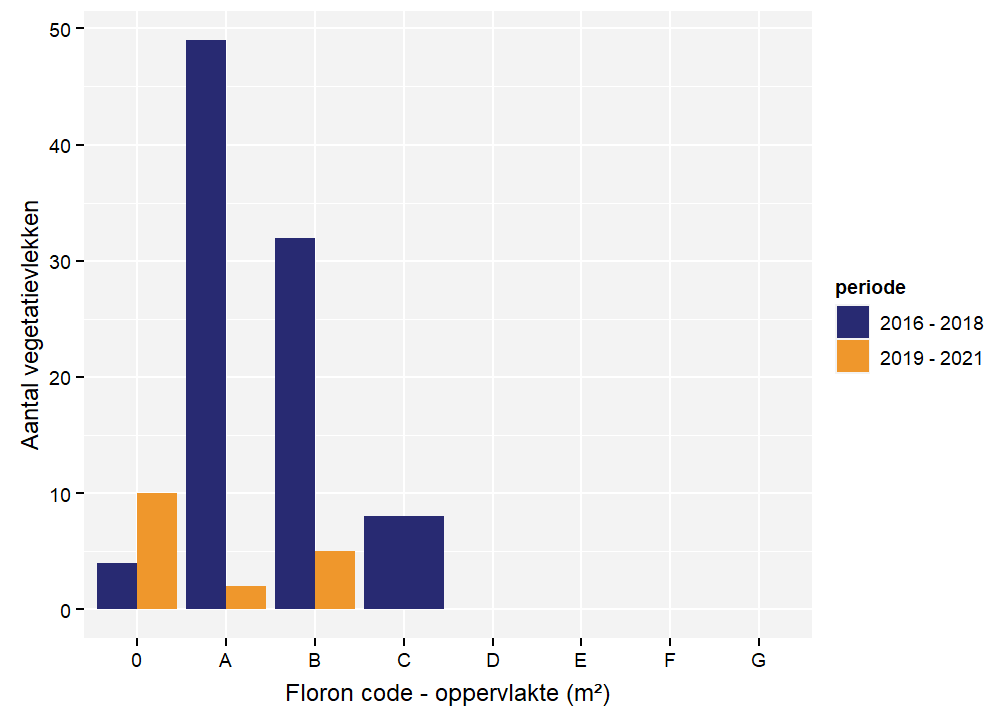 50
40
30
20
10
0
Aantal vegetatievlekken
0 A B C D E F G
Floron code - oppervlakte (m²)
periode
2016 - 2018
2019 - 2021